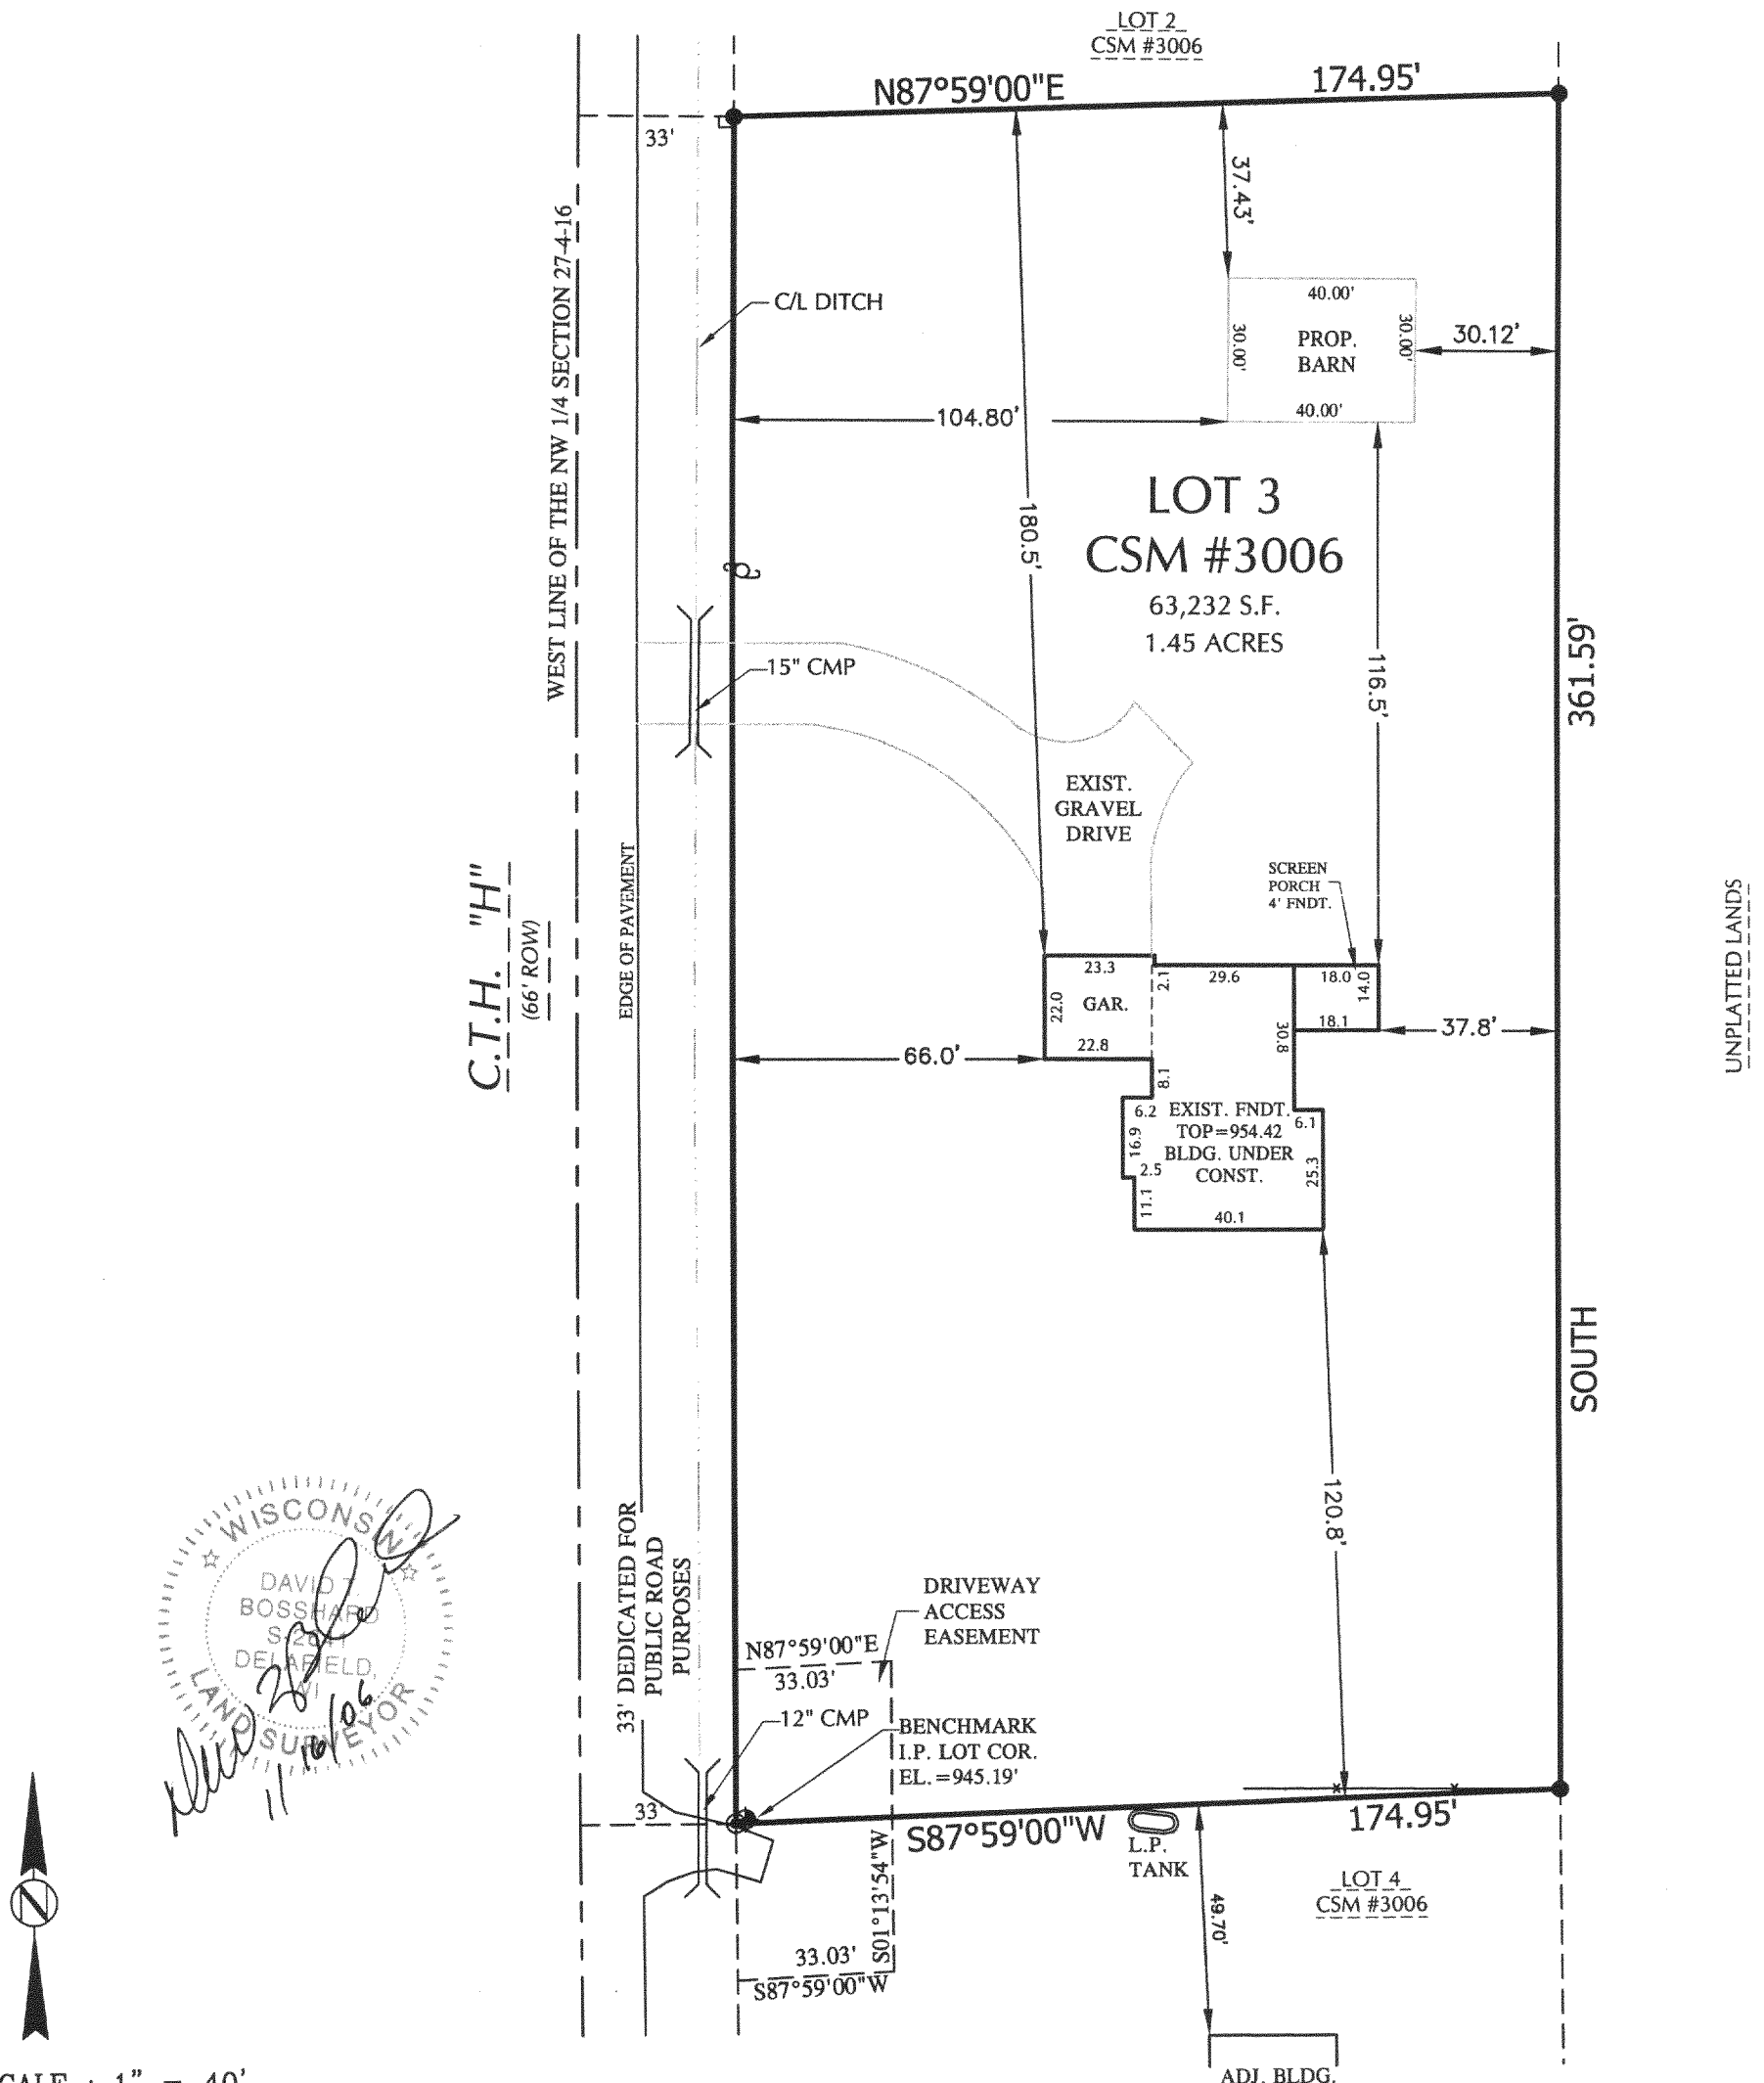 LOT 2
CSM #3006
N87°59'00"E
174.95'
33'
37.43'
WEST LINE OF THE NW 1/4 SECTION 27-4-16
C/L DITCH
40.00'
30.00'
PROP.
BARN
30.00'
40.00'
30.12'
104.80'
180.5'
LOT 3
CSM #3006
63,232 S.F.
1.45 ACRES
116.5'
361.59'
15" CMP
EXIST.
GRAVEL
DRIVE
SCREEN
PORCH
4' FNDT.
C.T.H. "H"
(66' ROW)
EDGE OF PAVEMENT
UNPLATTED LANDS
23.3
22.0
GAR.
22.8
2.1
29.6
18.0
14.0
18.1
30.8
37.8'
66.0'
8.1
6.2
16.9
2.5
11.1
EXIST. FNDT.
TOP=954.42
BLDG. UNDER
CONST.
6.1
25.3
40.1
SOUTH
120.8'
33' DEDICATED FOR
PUBLIC ROAD
PURPOSES
DRIVEWAY
ACCESS
EASEMENT
N87°59'00"E
33.03'
12" CMP
BENCHMARK
I.P. LOT COR.
EL.=945.19'
33'
S87°59'00"W
174.95'
L.P.
TANK
S01°13'54"W
33.03'
S87°59'00"W
49.70'
LOT 4
CSM #3006
ADJ. BLDG.
WISCONSIN
DAVID T.
BOSSHARD
DELAFIELD,
WI
LAND SURVEYOR
11/16/06
N
SCALE : 1" = 40'